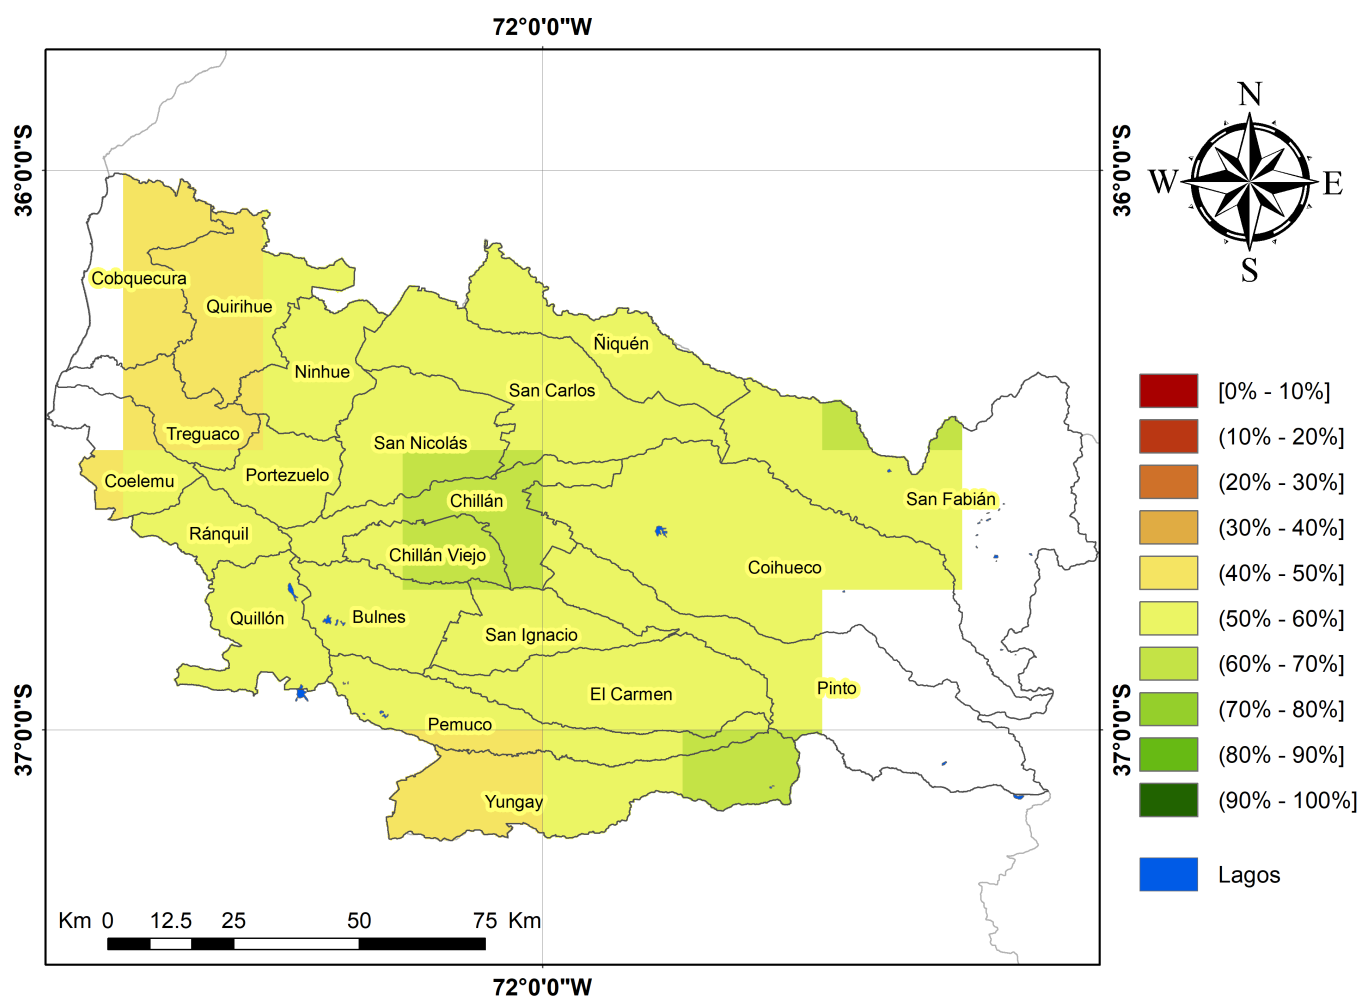 72°0'0"W
N
36°0'0"S
36°0'0"S
W
E
S
Cobquecura
Quirihue
Ñiquén
Ninhue
San Carlos
[0% - 10%]
(10% - 20%]
Treguaco
San Nicolás
Coelemu
Portezuelo
(20% - 30%]
Chillán
San Fabián
Ránquil
(30% - 40%]
Chillán Viejo
Coihueco
(40% - 50%]
Quillón
Bulnes
San Ignacio
(50% - 60%]
El Carmen
Pinto
(60% - 70%]
Pemuco
(70% - 80%]
37°0'0"S
37°0'0"S
(80% - 90%]
Yungay
(90% - 100%]
Lagos
Km 0 12.5 25 50 75 Km
72°0'0"W